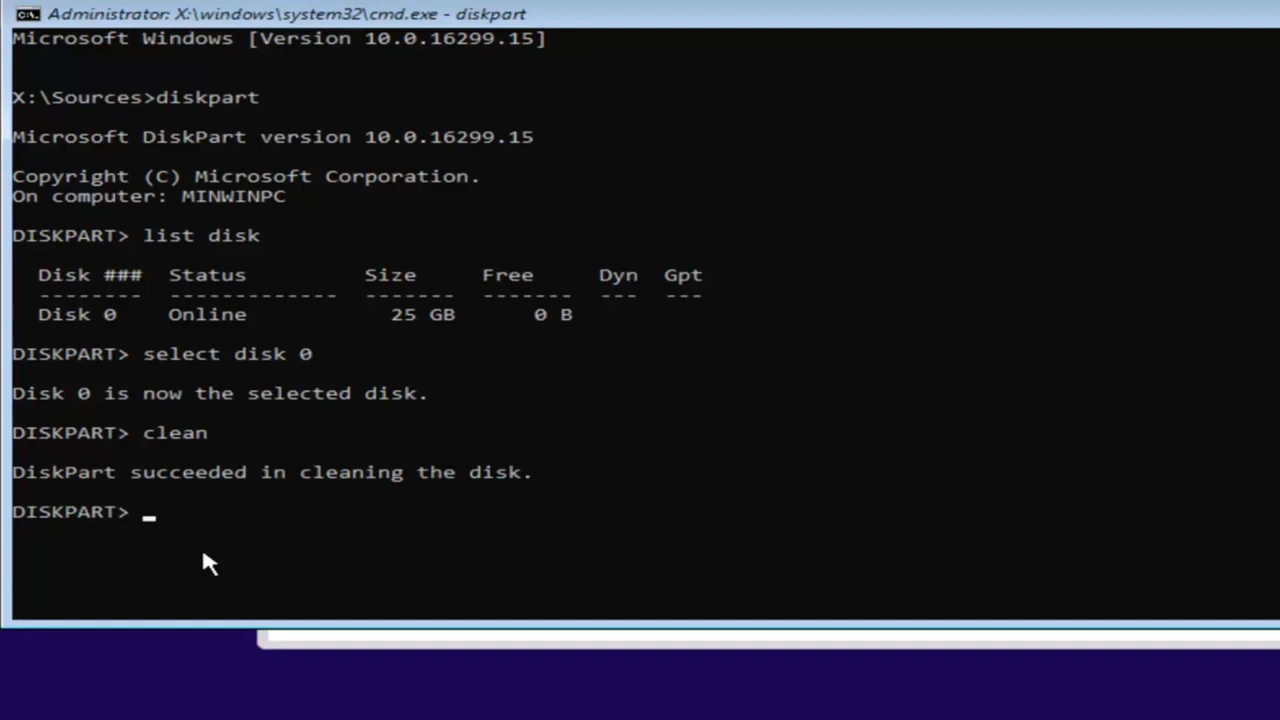 Administrator: X:\windows\system32\cmd.exe - diskpart
Microsoft Windows [Version 10.0.16299.15]
X:\Sources>diskpart
Microsoft DiskPart version 10.0.16299.15
Copyright (C) Microsoft Corporation.
On computer: MINWINPC
DISKPART> list disk
  Disk ###  Status         Size     Free     Dyn  Gpt
  --------  -------------  -------  -------  ---  ---
  Disk 0    Online           25 GB      0 B
DISKPART> select disk 0
Disk 0 is now the selected disk.
DISKPART> clean
DiskPart succeeded in cleaning the disk.
DISKPART> _